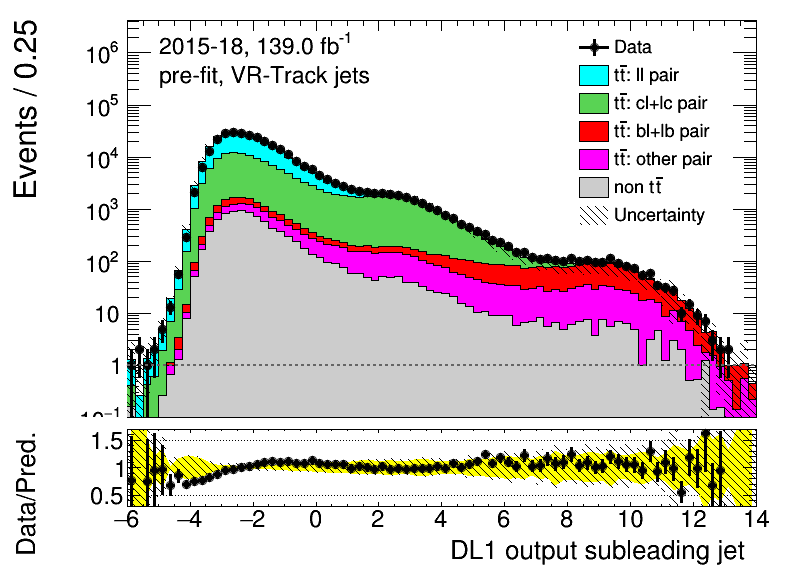 Events / 0.25
10⁶
10⁵
10⁴
10³
10²
10
1
10⁻¹
2015-18, 139.0 fb⁻¹
pre-fit, VR-Track jets
Data
tt̄: ll pair
tt̄: cl+lc pair
tt̄: bl+lb pair
tt̄: other pair
non tt̄
Uncertainty
Data/Pred.
1.5
1
0.5
−6 −4 −2 0 2 4 6 8 10 12 14
DL1 output subleading jet